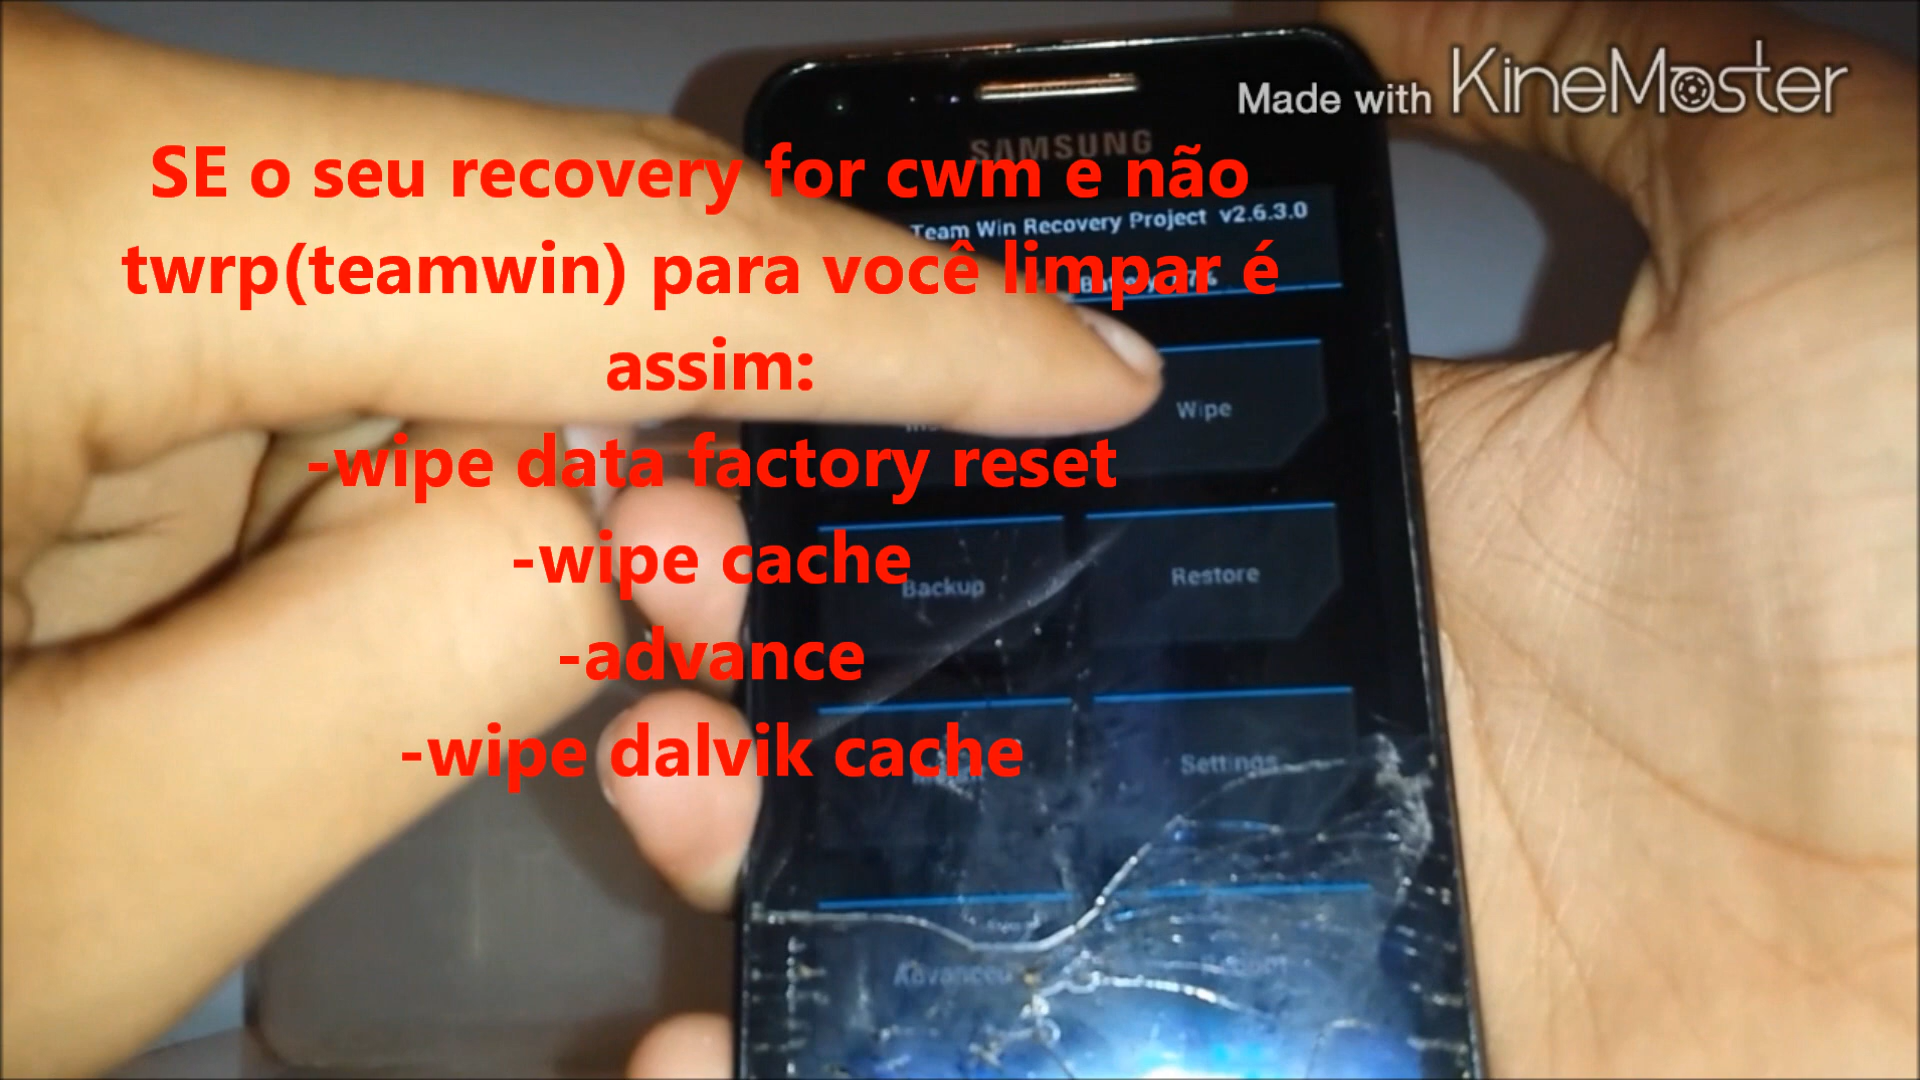 Made with KINEMASTER
SAMSUNG
SE o seu recovery for cwm e não
twrp(teamwin) para você limpar é
assim:
-wipe data factory reset
-wipe cache
-advance
-wipe dalvik cache
Team Win Recovery Project v2.6.3.0
Wipe
Backup
Restore
Settings
Advanced